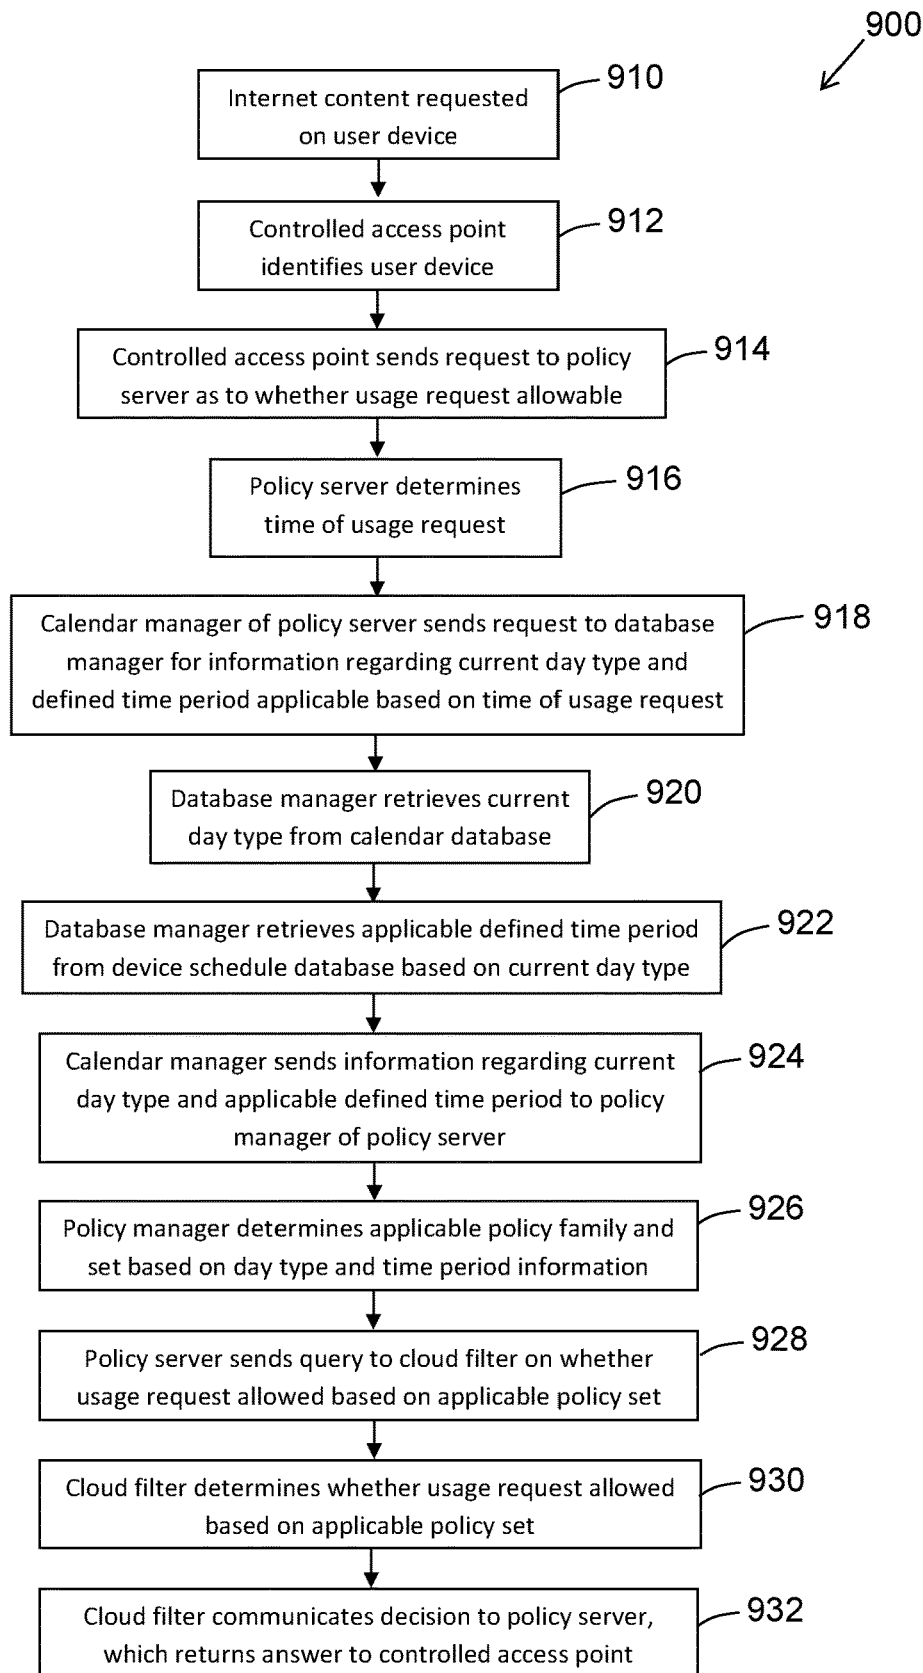 900
910
Internet content requested
on user device
912
Controlled access point
identifies user device
914
Controlled access point sends request to policy
server as to whether usage request allowable
916
Policy server determines
time of usage request
918
Calendar manager of policy server sends request to database
manager for information regarding current day type and
defined time period applicable based on time of usage request
920
Database manager retrieves current
day type from calendar database
922
Database manager retrieves applicable defined time period
from device schedule database based on current day type
924
Calendar manager sends information regarding current
day type and applicable defined time period to policy
manager of policy server
926
Policy manager determines applicable policy family and
set based on day type and time period information
928
Policy server sends query to cloud filter on whether
usage request allowed based on applicable policy set
930
Cloud filter determines whether usage request allowed
based on applicable policy set
932
Cloud filter communicates decision to policy server,
which returns answer to controlled access point